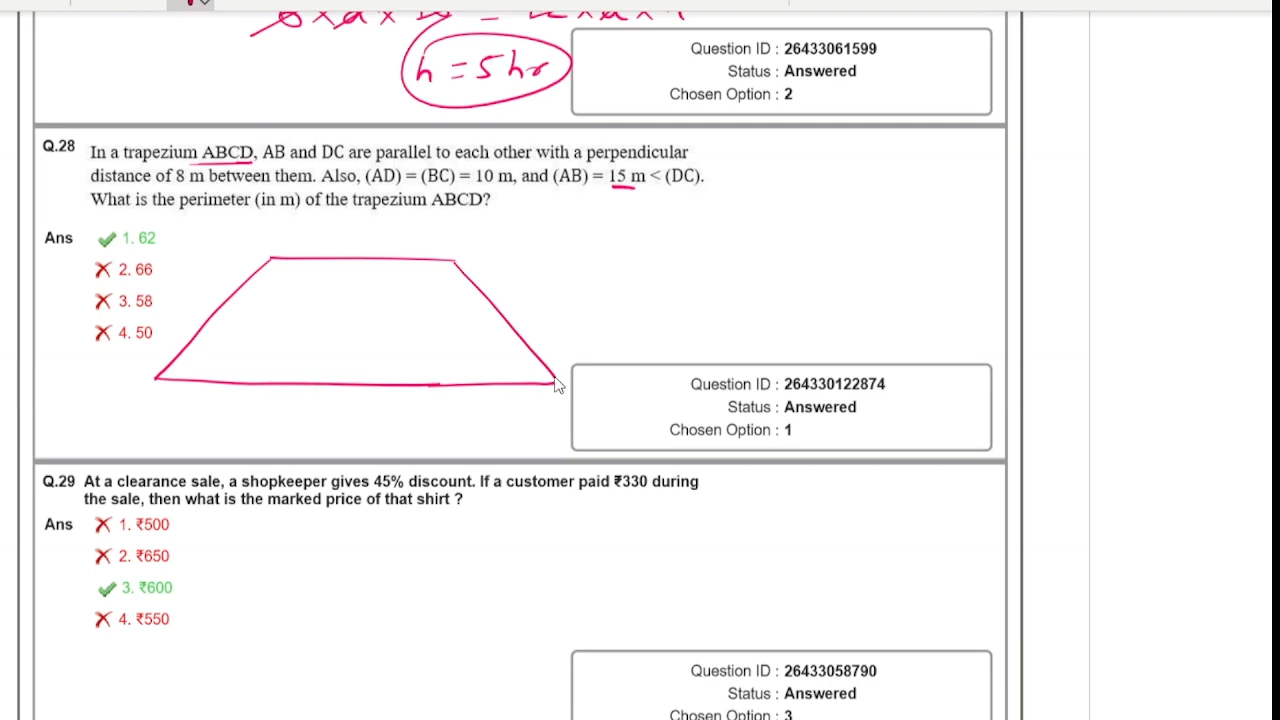 h = 5hr
Question ID : 26433061599
Status : Answered
Chosen Option : 2
Q.28 In a trapezium ABCD, AB and DC are parallel to each other with a perpendicular
distance of 8 m between them. Also, (AD) = (BC) = 10 m, and (AB) = 15 m < (DC).
What is the perimeter (in m) of the trapezium ABCD?
Ans 1. 62
2. 66
3. 58
4. 50
Question ID : 264330122874
Status : Answered
Chosen Option : 1
Q.29 At a clearance sale, a shopkeeper gives 45% discount. If a customer paid ₹330 during
the sale, then what is the marked price of that shirt ?
Ans 1. ₹500
2. ₹650
3. ₹600
4. ₹550
Question ID : 26433058790
Status : Answered
Chosen Option : 3